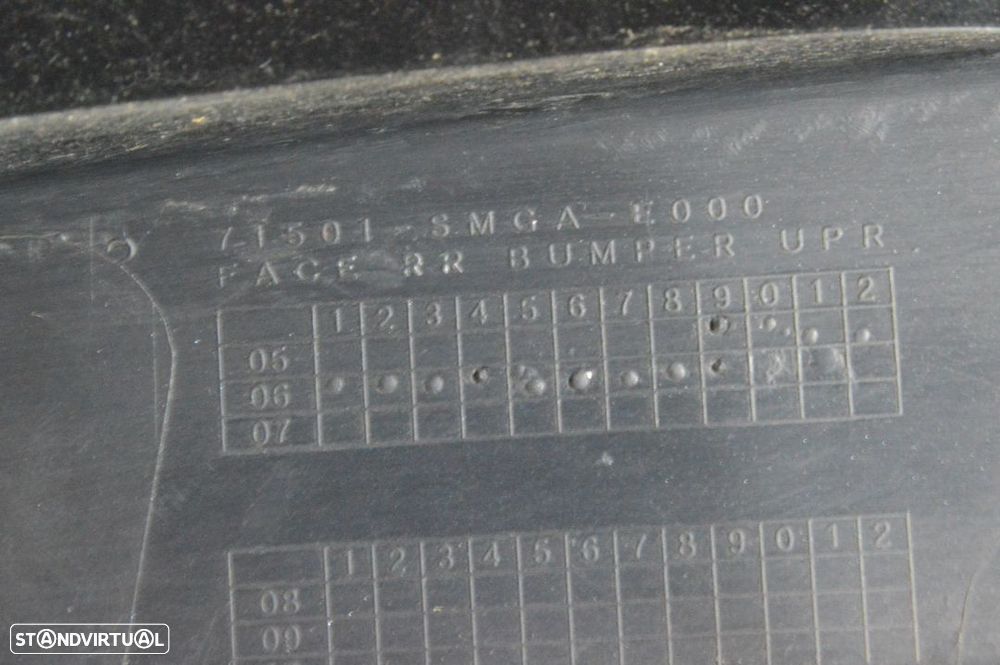 71501-SMGA-E000
FACE RR BUMPER UPR
1 2 3 4 5 6 7 8 9 0 1 2
05
06
07
1 2 3 4 5 6 7 8 9 0 1 2
08
09
STANDVIRTUAL